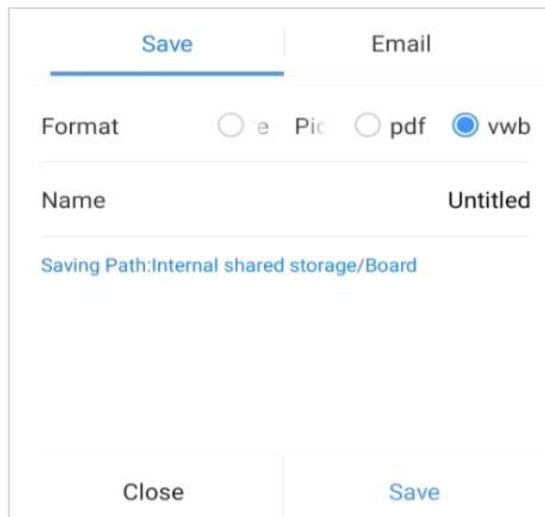 Save Email
Format e Pic pdf vwb
Name Untitled
Saving Path:Internal shared storage/Board
Close Save